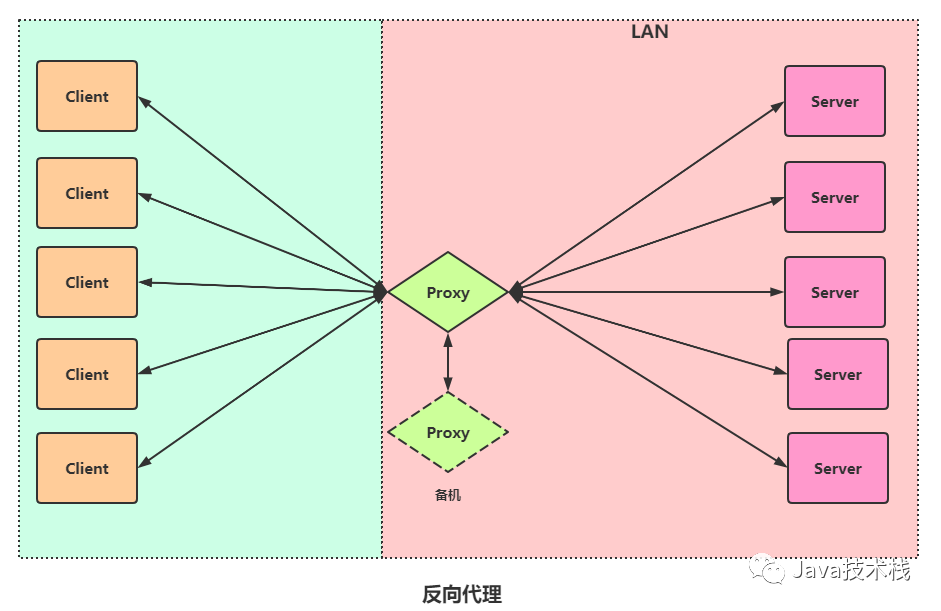 LAN
Client
Server
Client
Server
Client
Proxy
Server
Client
Server
Proxy
Client
Server
备机
Java技术栈
反向代理